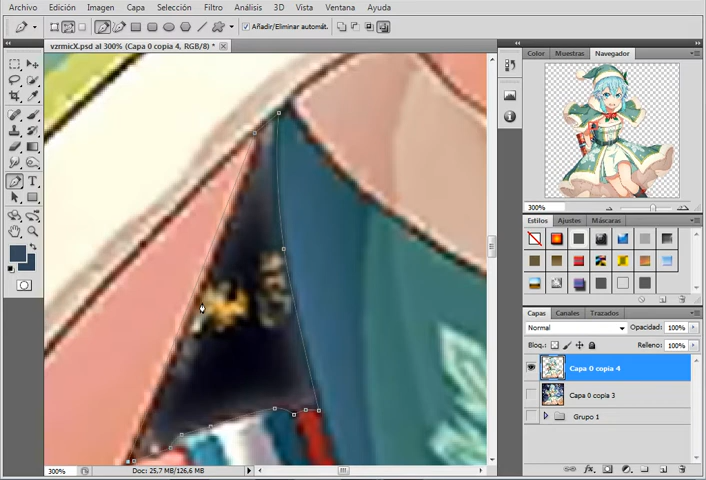 Archivo Edición Imagen Capa Selección Filtro Análisis 3D Vista Ventana Ayuda
Añadir/Eliminar automát.
vzrmicX.psd al 300% (Capa 0 copia 4, RGB/8) *
Color Muestras Navegador
300%
Estilos Ajustes Máscaras
Capas Canales Trazados
Normal Opacidad: 100%
Bloq.: Relleno: 100%
Capa 0 copia 4
Capa 0 copia 3
Grupo 1
300% Doc: 25,7 MB/126,6 MB